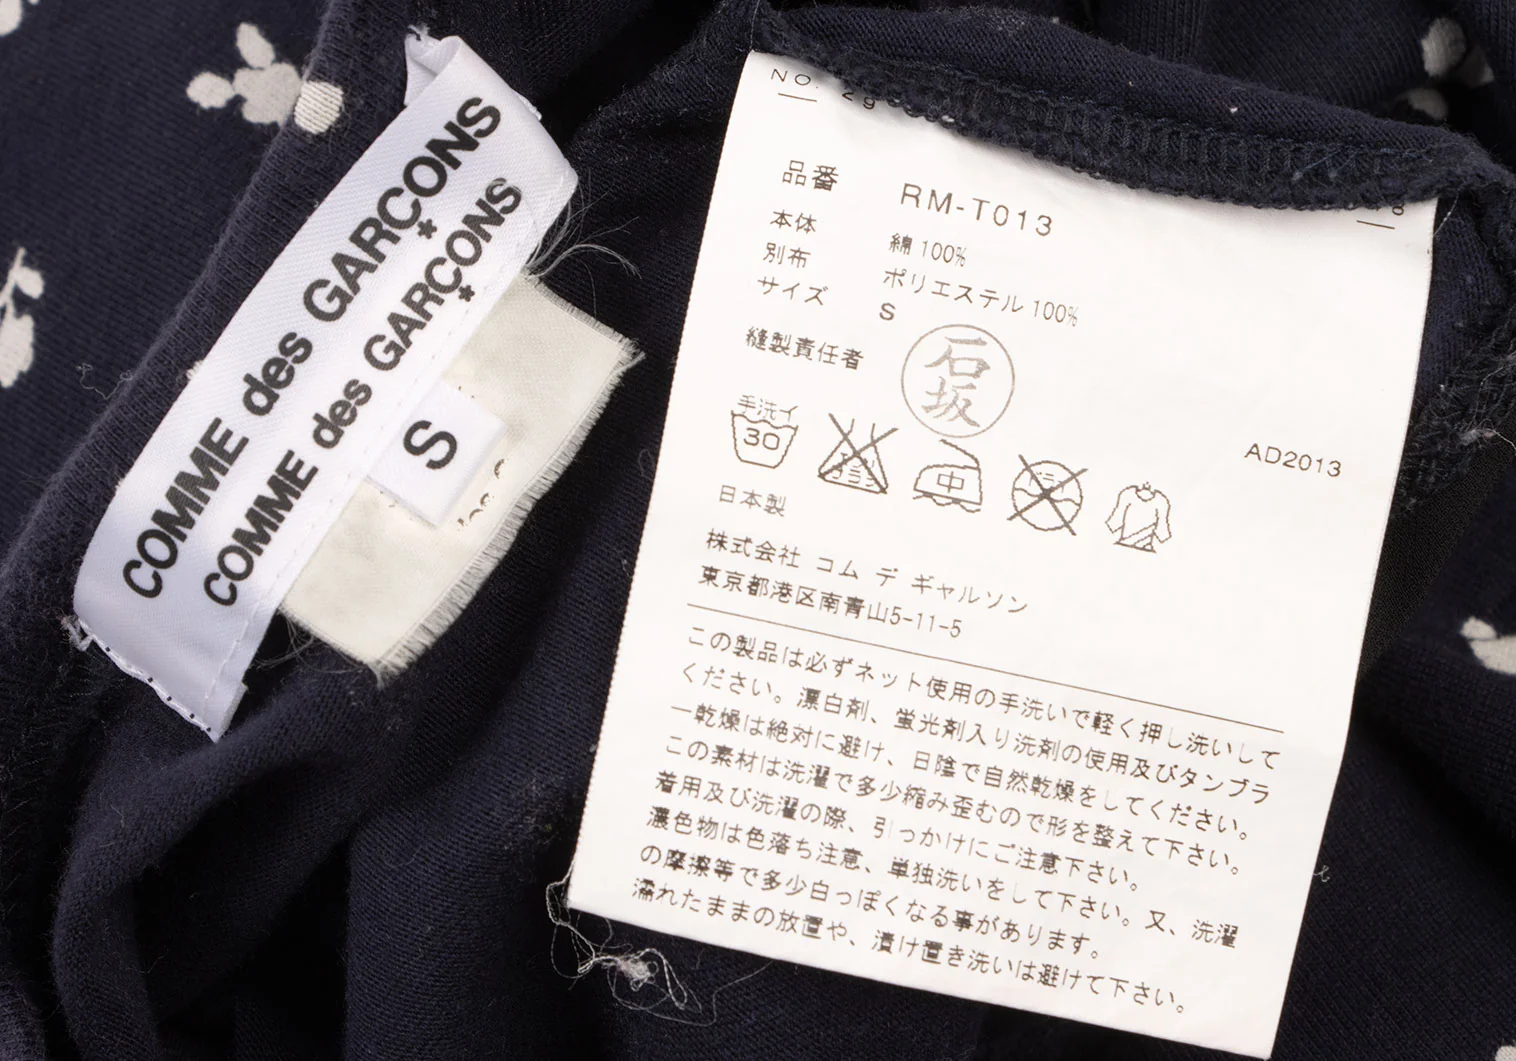 COMME des GARÇONS
COMME des GARÇONS
S
NO.
品番 RM-T013
本体 綿 100%
別布 ポリエステル 100%
サイズ S
縫製責任者 石坂
手洗イ
30
中
AD2013
日本製
株式会社 コム デ ギャルソン
東京都港区南青山5-11-5
この製品は必ずネット使用の手洗いで軽く押し洗いして
ください。漂白剤、蛍光剤入り洗剤の使用及びタンブラ
ー乾燥は絶対に避け、日陰で自然乾燥をしてください。
この素材は洗濯で多少縮み歪むので形を整えて下さい。
着用及び洗濯の際、引っかけにご注意下さい。
濃色物は色落ち注意、単独洗いをして下さい。又、洗濯
の摩擦等で多少白っぽくなる事があります。
濡れたままの放置や、漬け置き洗いは避けて下さい。